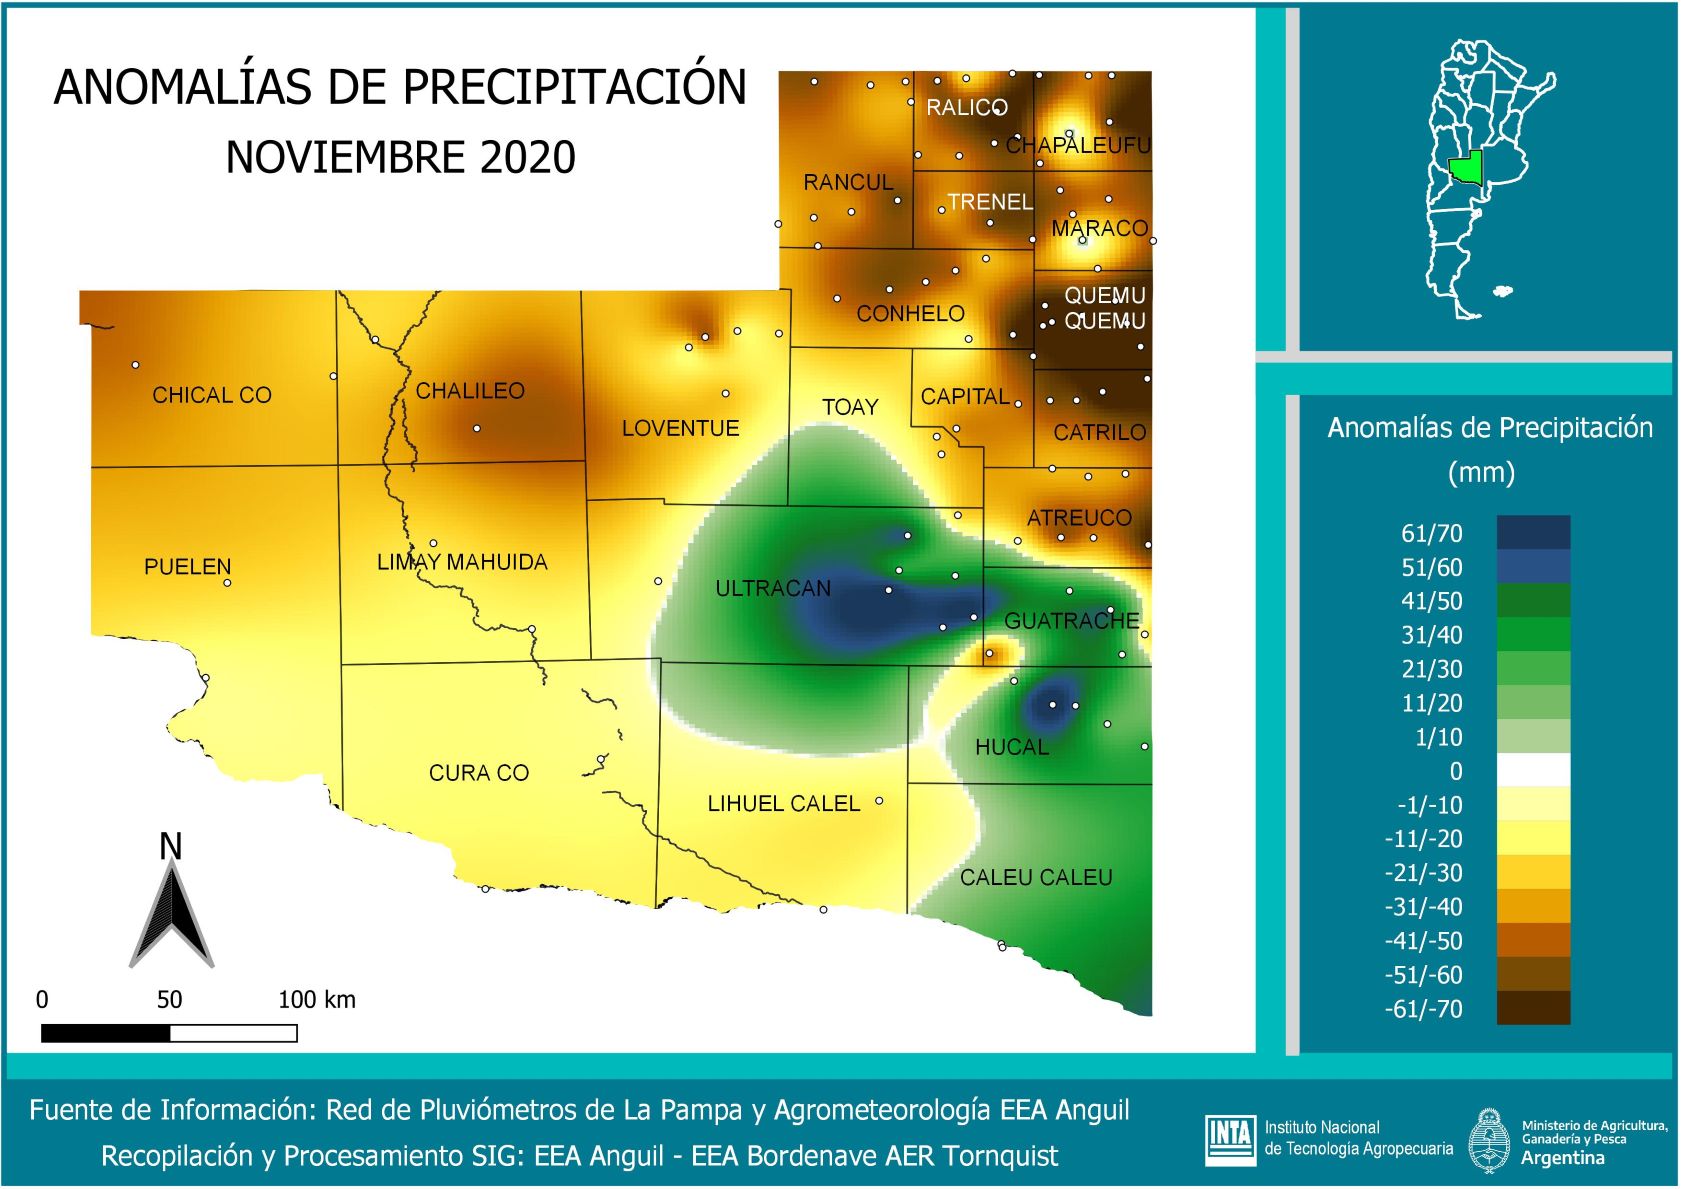 ANOMALÍAS DE PRECIPITACIÓN
NOVIEMBRE 2020
RALICO
CHAPALEUFU
RANCUL
TRENEL
MARACO
QUEMU
QUEMU
CONHELO
CHICAL CO
CHALILEO
LOVENTUE
TOAY
CAPITAL
CATRILO
ATREUCO
PUELEN
LIMAY MAHUIDA
ULTRACAN
GUATRACHE
HUCAL
CURA CO
LIHUEL CALEL
CALEU CALEU
N
0 50 100 km
Anomalías de Precipitación
(mm)
61/70
51/60
41/50
31/40
21/30
11/20
1/10
0
-1/-10
-11/-20
-21/-30
-31/-40
-41/-50
-51/-60
-61/-70
Fuente de Información: Red de Pluviómetros de La Pampa y Agrometeorología EEA Anguil
Recopilación y Procesamiento SIG: EEA Anguil - EEA Bordenave AER Tornquist
INTA
Instituto Nacional
de Tecnología Agropecuaria
Ministerio de Agricultura,
Ganadería y Pesca
Argentina